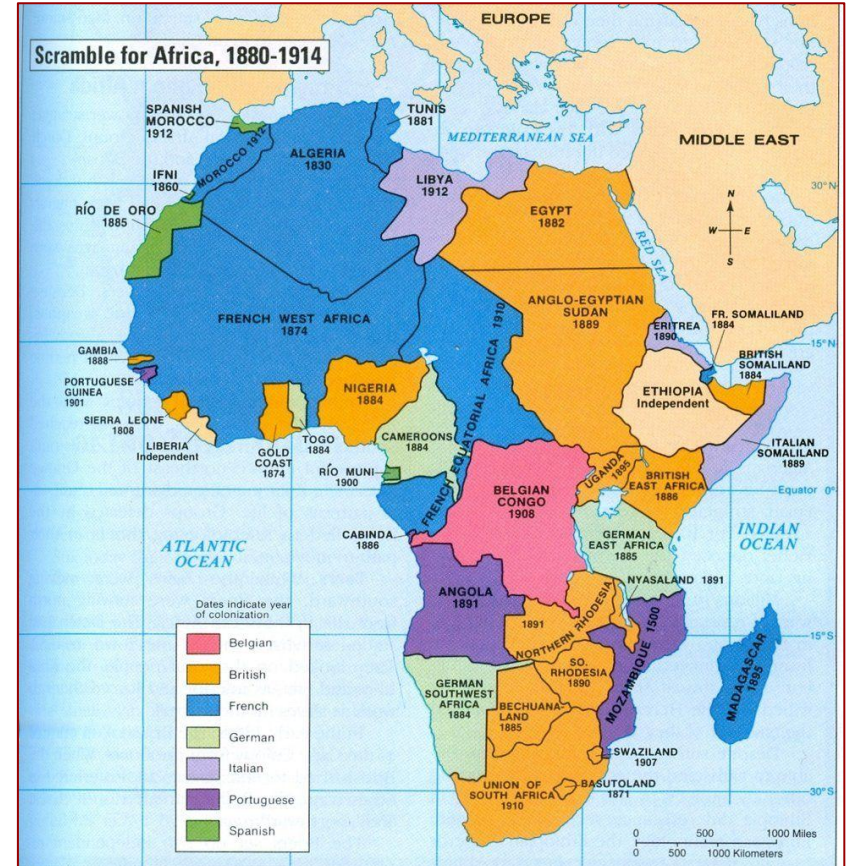 EUROPE
Scramble for Africa, 1880-1914
SPANISH
MOROCCO
1912
TUNIS
1881
MEDITERRANEAN SEA
MIDDLE EAST
MOROCCO 1912
ALGERIA
1830
IFNI
1860
LIBYA
1912
30°N
RÍO DE ORO
1885
EGYPT
1882
N
W
E
S
RED SEA
FRENCH WEST AFRICA
1874
ANGLO-EGYPTIAN
SUDAN
1889
FRENCH EQUATORIAL AFRICA 1910
ERITREA
1890
FR. SOMALILAND
1884
15°N
GAMBIA
1888
BRITISH
SOMALILAND
1884
PORTUGUESE
GUINEA
1901
NIGERIA
1884
ETHIOPIA
Independent
SIERRA LEONE
1808
LIBERIA
Independent
GOLD
COAST
1874
TOGO
1884
CAMEROONS
1884
ITALIAN
SOMALILAND
1889
RÍO MUNI
1900
UGANDA
1895
BRITISH
EAST AFRICA
1886
Equator 0°
BELGIAN
CONGO
1908
CABINDA
1886
GERMAN
EAST AFRICA
1885
INDIAN
OCEAN
ATLANTIC
OCEAN
NYASALAND 1891
ANGOLA
1891
1891
NORTHERN RHODESIA
MOZAMBIQUE 1500
15°S
SO.
RHODESIA
1890
MADAGASCAR
1895
GERMAN
SOUTHWEST
AFRICA
1884
BECHUANA-
LAND
1885
SWAZILAND
1907
UNION OF
SOUTH AFRICA
1910
BASUTOLAND
1871
30°S
Dates indicate year
of colonization
Belgian
British
French
German
Italian
Portuguese
Spanish
0 500 1000 Miles
0 500 1000 Kilometers